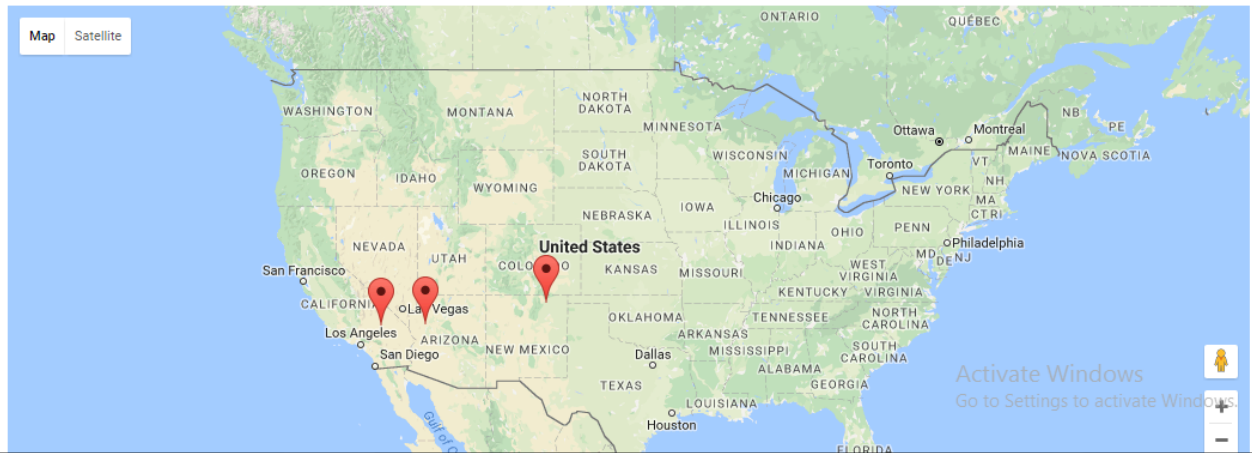 Map
Satellite
ONTARIO
QUÉBEC
WASHINGTON
MONTANA
NORTH
DAKOTA
MINNESOTA
Ottawa
Montreal
NB
PE
NOVA SCOTIA
MAINE
VT
NH
OREGON
IDAHO
WYOMING
SOUTH
DAKOTA
WISCONSIN
MICHIGAN
Toronto
NEW YORK
MA
CT RI
Chicago
NEBRASKA
IOWA
ILLINOIS
INDIANA
OHIO
PENN
Philadelphia
MD
DE
NJ
NEVADA
UTAH
United States
KANSAS
MISSOURI
WEST
VIRGINIA
KENTUCKY
VIRGINIA
San Francisco
Las Vegas
Los Angeles
San Diego
ARIZONA
NEW MEXICO
OKLAHOMA
ARKANSAS
TENNESSEE
NORTH
CAROLINA
SOUTH
CAROLINA
Dallas
MISSISSIPPI
ALABAMA
GEORGIA
TEXAS
LOUISIANA
Houston
Gulf of
Activate Windows
Go to Settings to activate Windows.